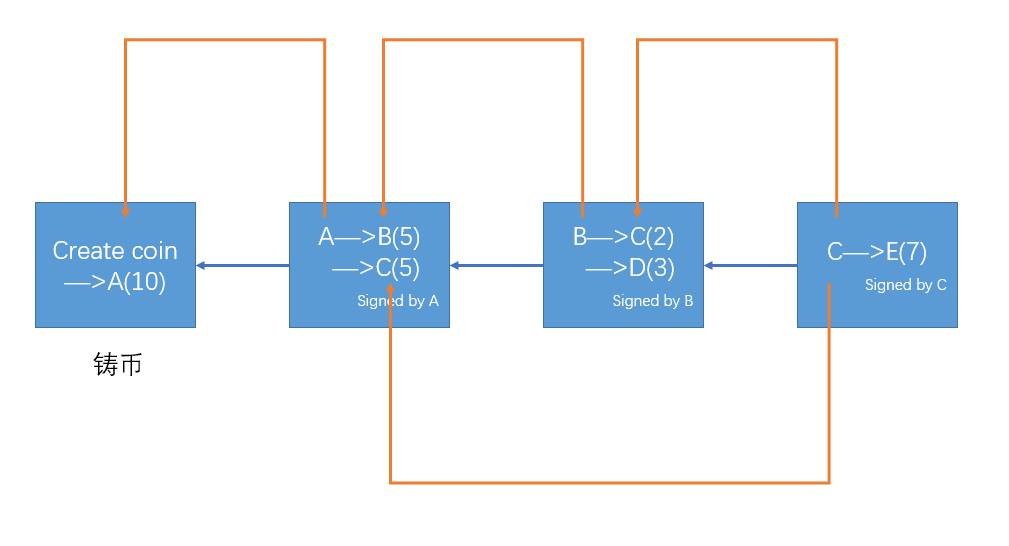 Create coin
—>A(10)
铸币
A—>B(5)
—>C(5)
Signed by A
B—>C(2)
—>D(3)
Signed by B
C—>E(7)
Signed by C